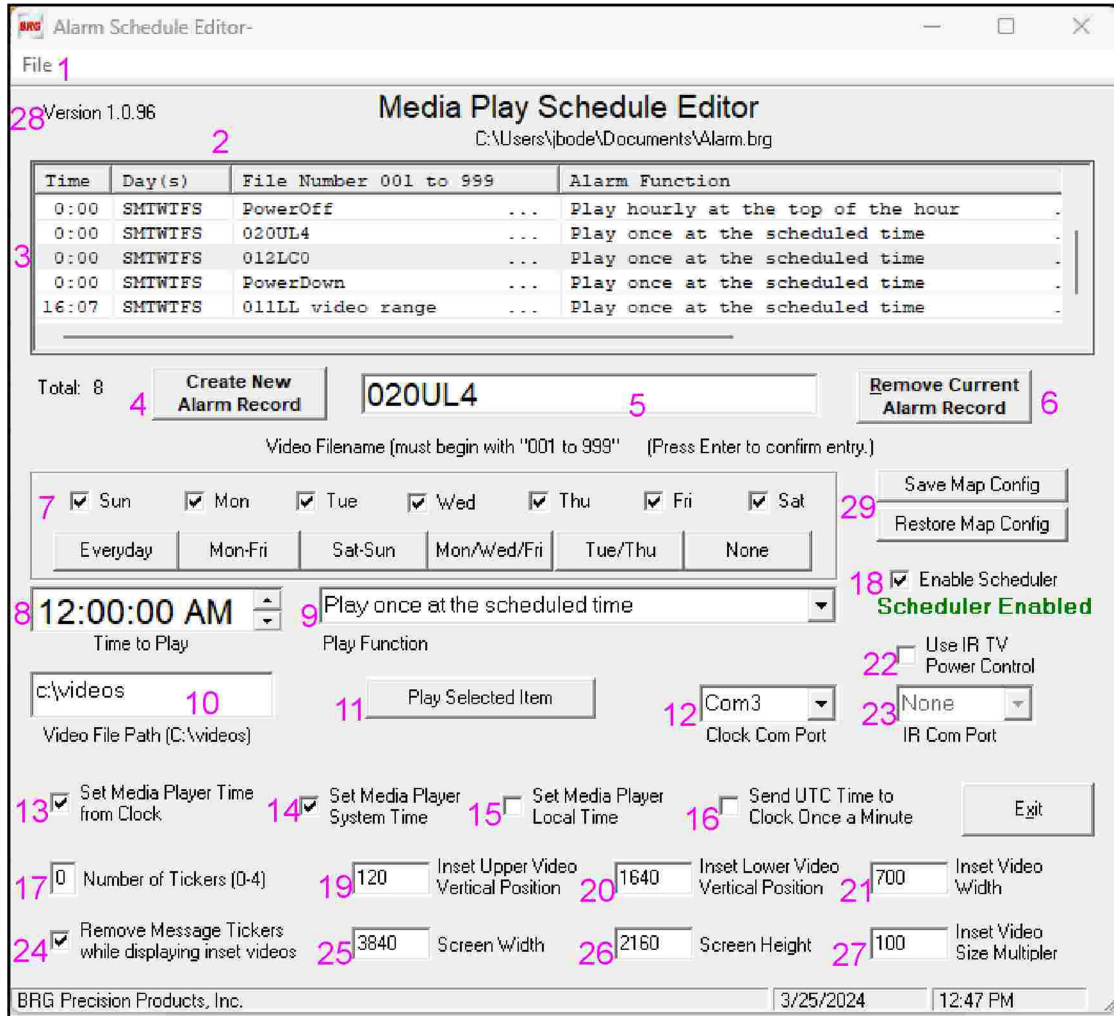 BRG Alarm Schedule Editor-
File 1
28 Version 1.0.96
Media Play Schedule Editor
2
C:\Users\jbode\Documents\Alarm.brg
Time Day(s) File Number 001 to 999 Alarm Function
0:00 SMTWTFS PowerOff ... Play hourly at the top of the hour .
0:00 SMTWTFS 020UL4 ... Play once at the scheduled time .
3 0:00 SMTWTFS 012LC0 ... Play once at the scheduled time .
0:00 SMTWTFS PowerDown ... Play once at the scheduled time .
16:07 SMTWTFS 011LL video range ... Play once at the scheduled time .
Total: 8
4
Create New
Alarm Record
020UL4
5
Remove Current
Alarm Record
6
Video Filename (must begin with "001 to 999" (Press Enter to confirm entry.)
7 Sun Mon Tue Wed Thu Fri Sat
Everyday Mon-Fri Sat-Sun Mon/Wed/Fri Tue/Thu None
29
Save Map Config
Restore Map Config
18 Enable Scheduler
Scheduler Enabled
8 12:00:00 AM
Time to Play
9 Play once at the scheduled time
Play Function
22 Use IR TV
Power Control
c:\videos 10
Video File Path (C:\videos)
11 Play Selected Item
12 Com3
Clock Com Port
23 None
IR Com Port
13 Set Media Player Time
from Clock
14 Set Media Player
System Time
15 Set Media Player
Local Time
16 Send UTC Time to
Clock Once a Minute
Exit
17 0 Number of Tickers (0-4)
19 120 Inset Upper Video
Vertical Position
20 1640 Inset Lower Video
Vertical Position
21 700 Inset Video
Width
24 Remove Message Tickers
while displaying inset videos
25 3840 Screen Width
26 2160 Screen Height
27 100 Inset Video
Size Multipler
BRG Precision Products, Inc. 3/25/2024 12:47 PM